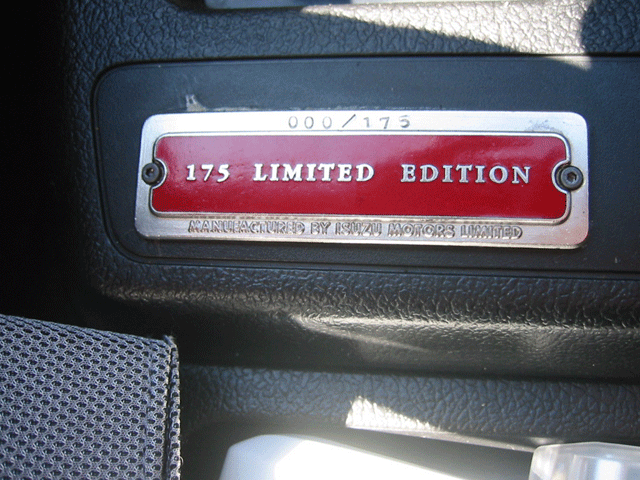 000/175
175 LIMITED EDITION
MANUFACTURED BY ISUZU MOTORS LIMITED